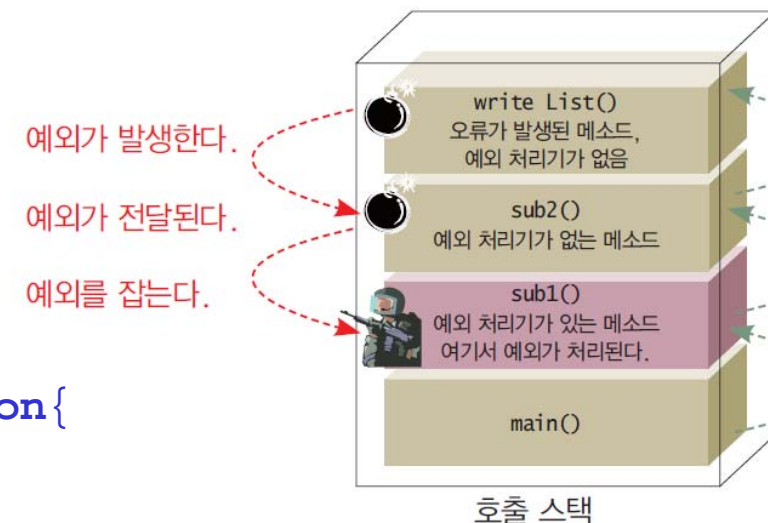 write List()
오류가 발생된 메소드,
예외 처리기가 없음
예외가 발생한다.
예외가 전달된다.
sub2()
예외 처리기가 없는 메소드
예외를 잡는다.
sub1()
예외 처리기가 있는 메소드
여기서 예외가 처리된다.
on{
main()
호출 스택